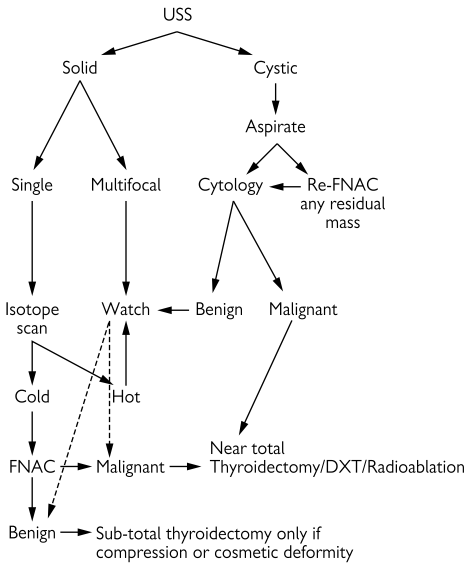 USS
Solid
Cystic
Aspirate
Single
Multifocal
Cytology
Re-FNAC
any residual
mass
Isotope
scan
Watch
Benign
Malignant
Cold
Hot
Near total
Thyroidectomy/DXT/Radioablation
FNAC
Malignant
Benign
Sub-total thyroidectomy only if
compression or cosmetic deformity